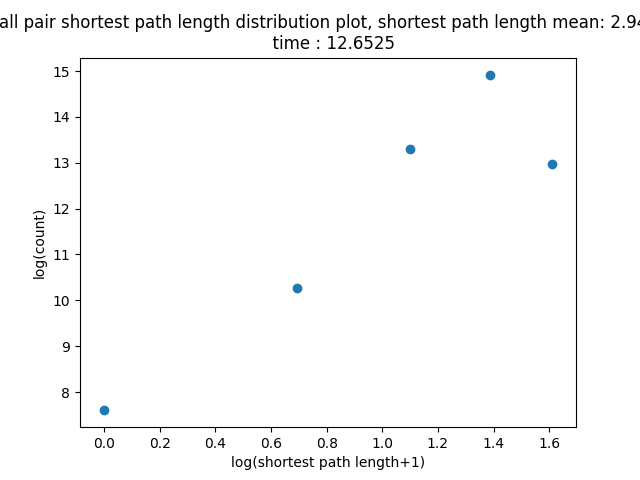 all pair shortest path length distribution plot, shortest path length mean: 2.94
time : 12.6525
15
14
13
12
11
10
9
8
log(count)
0.0 0.2 0.4 0.6 0.8 1.0 1.2 1.4 1.6
log(shortest path length+1)